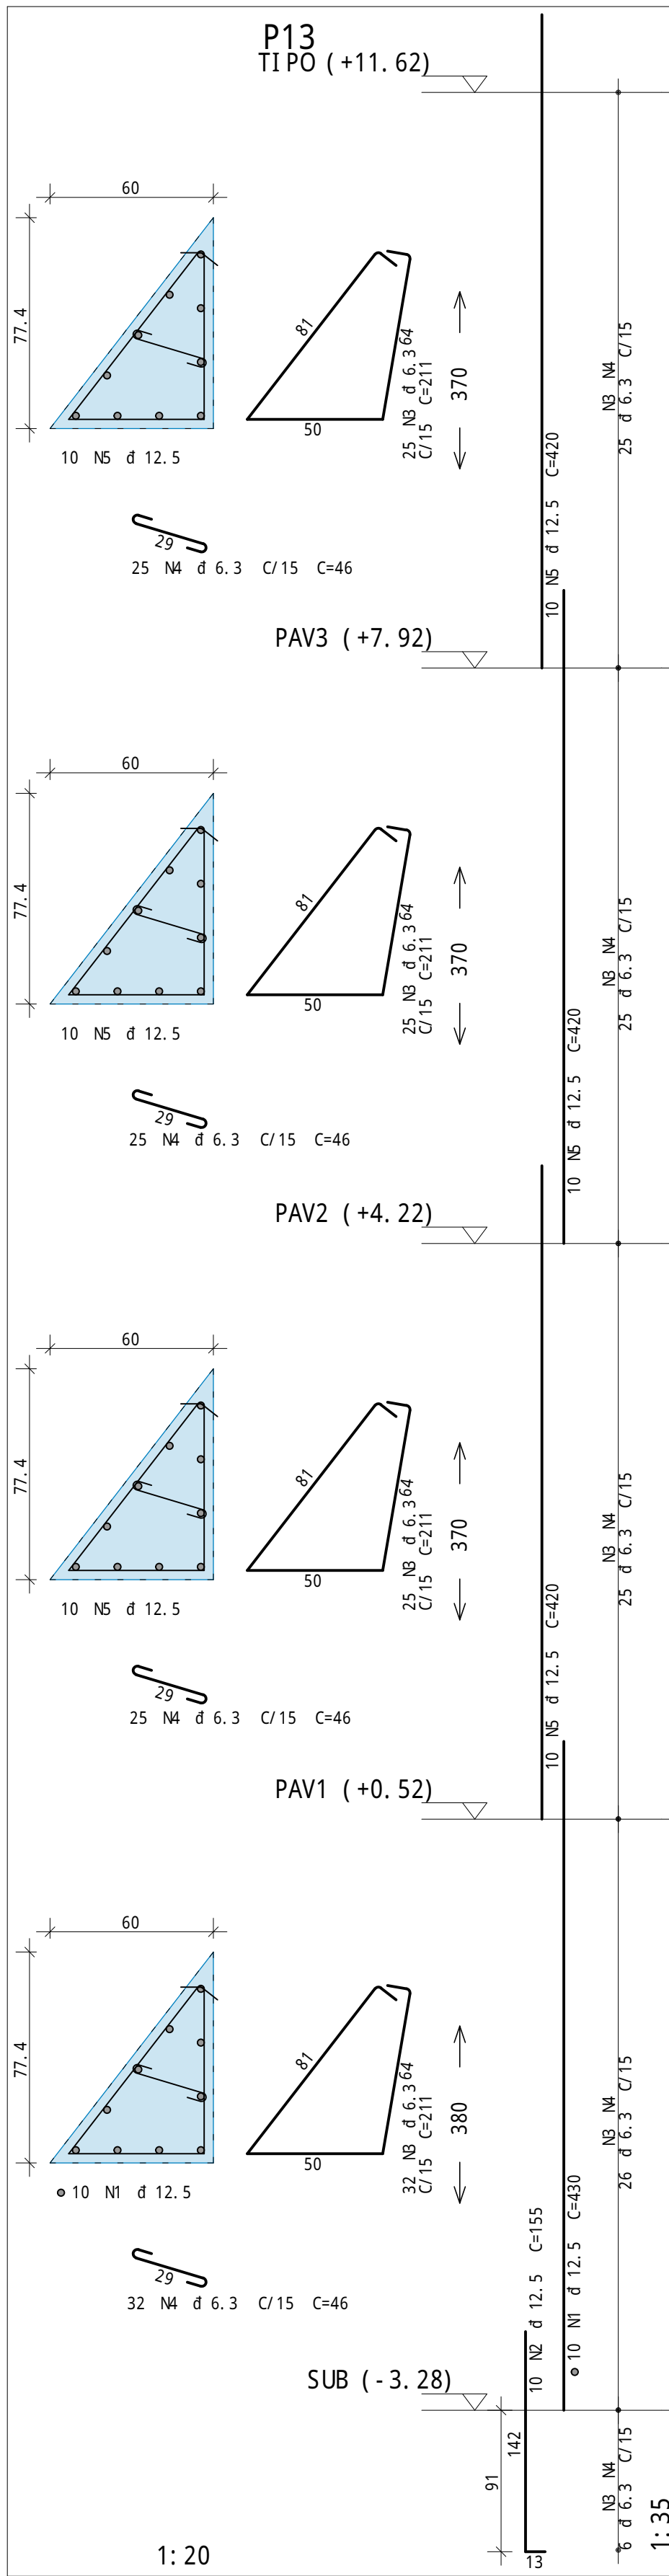 P13
TIPO (+11.62)
60
77.4
81
50
64
25 N3 đ 6.3
C/15 C=211
370
10 N5 đ 12.5
29
25 N4 đ 6.3 C/15 C=46
10 N5 đ 12.5 C=420
N3 N4
25 đ 6.3 C/15
PAV3 (+7.92)
60
77.4
81
50
64
25 N3 đ 6.3
C/15 C=211
370
10 N5 đ 12.5
29
25 N4 đ 6.3 C/15 C=46
10 N5 đ 12.5 C=420
N3 N4
25 đ 6.3 C/15
PAV2 (+4.22)
60
77.4
81
50
64
25 N3 đ 6.3
C/15 C=211
370
10 N5 đ 12.5
29
25 N4 đ 6.3 C/15 C=46
10 N5 đ 12.5 C=420
N3 N4
25 đ 6.3 C/15
PAV1 (+0.52)
60
77.4
81
50
64
32 N3 đ 6.3
C/15 C=211
380
10 N1 đ 12.5
29
32 N4 đ 6.3 C/15 C=46
10 N2 đ 12.5 C=155
10 N1 đ 12.5 C=430
N3 N4
26 đ 6.3 C/15
SUB (-3.28)
91
142
13
N3 N4
6 đ 6.3 C/15
1:20
1:35